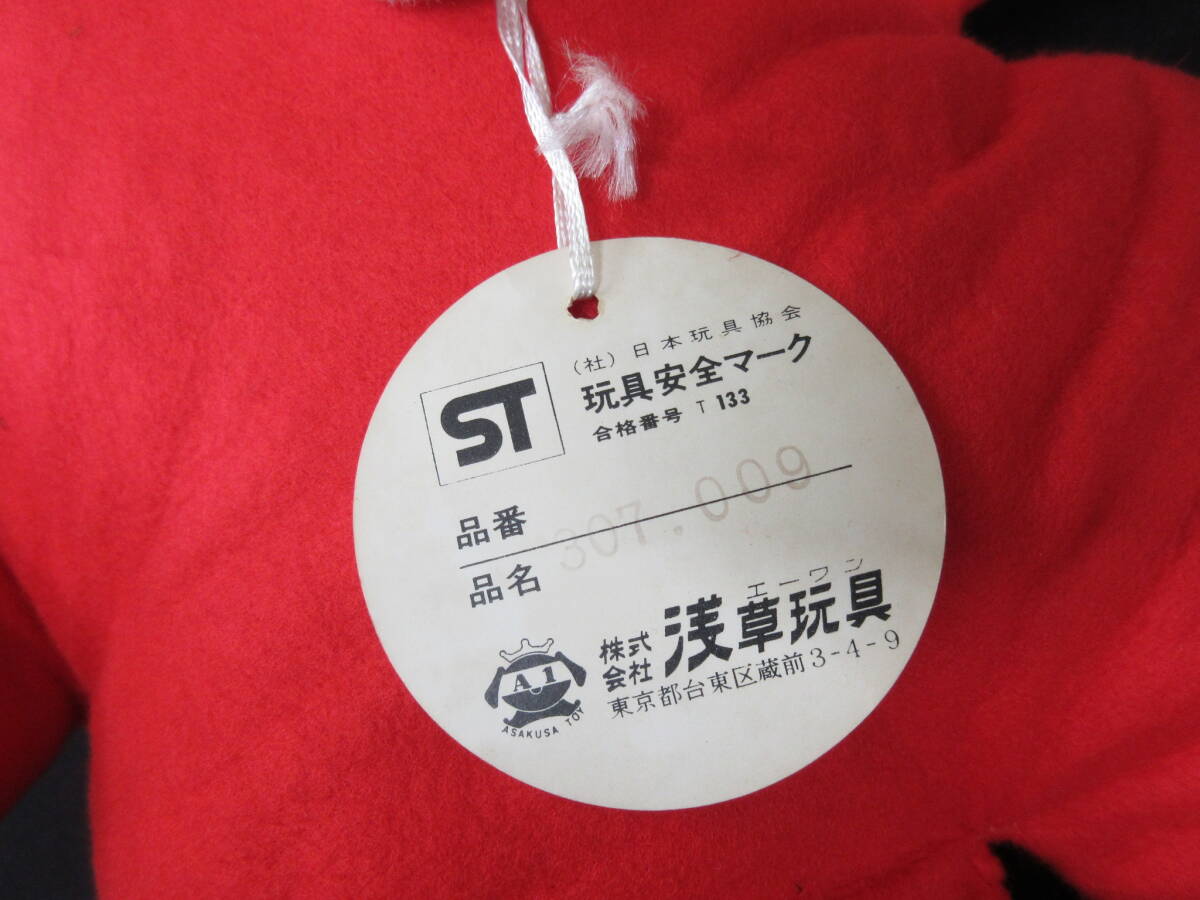 （社）日本玩具協会
ST
玩具安全マーク
合格番号 T 133
品番
307.009
品名
エーワン
株式会社 浅草玩具
東京都台東区蔵前3-4-9
A1
ASAKUSA TOY